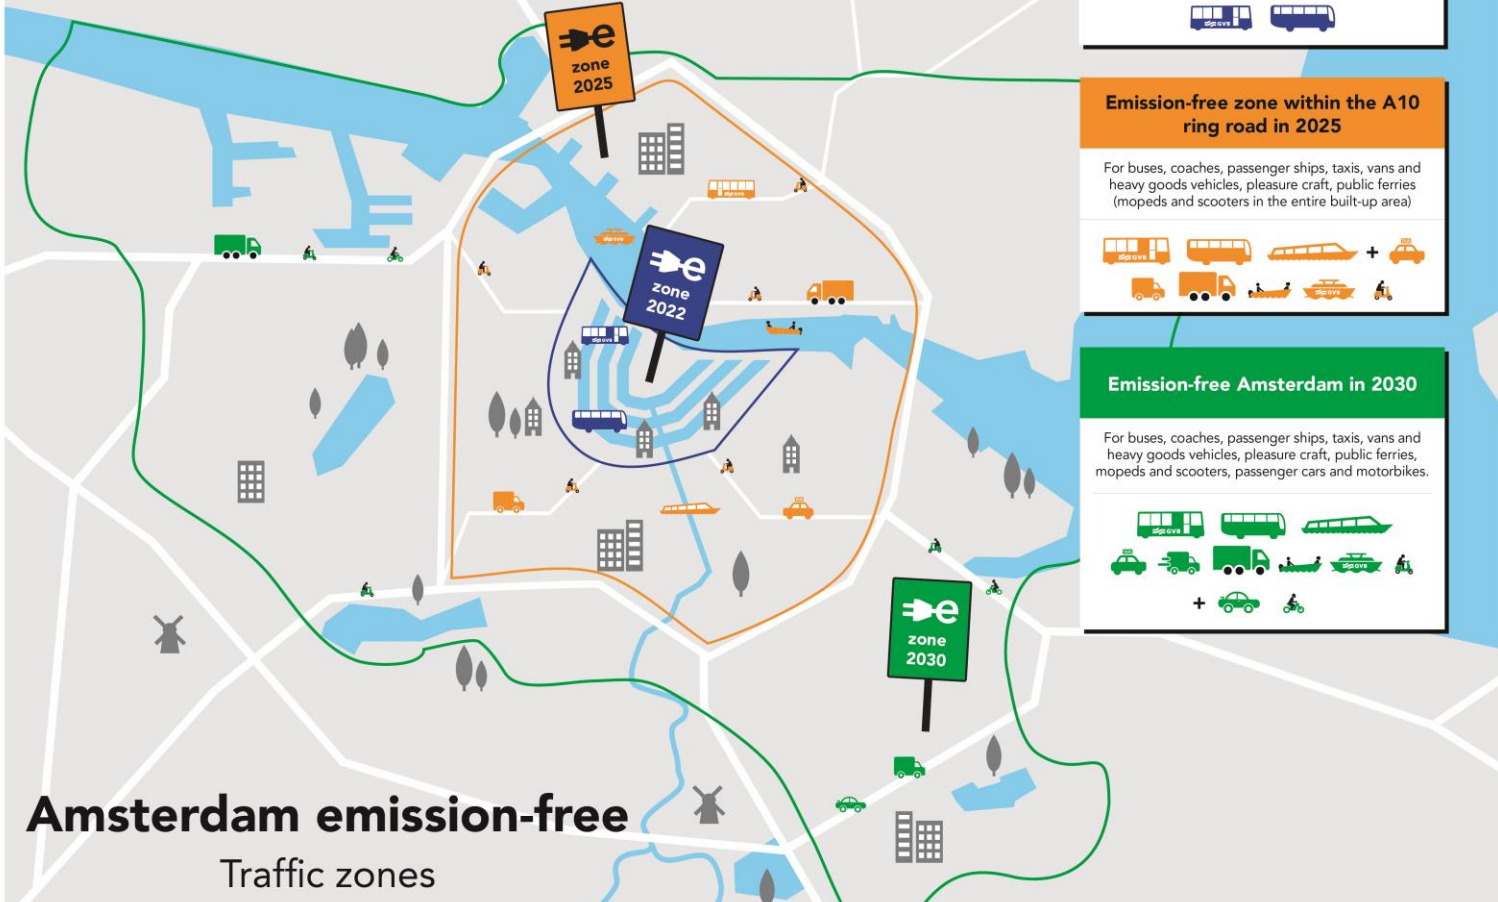 zone
2025
zone
2022
zone
2030
Emission-free zone within the A10
ring road in 2025
For buses, coaches, passenger ships, taxis, vans and
heavy goods vehicles, pleasure craft, public ferries
(mopeds and scooters in the entire built-up area)
Emission-free Amsterdam in 2030
For buses, coaches, passenger ships, taxis, vans and
heavy goods vehicles, pleasure craft, public ferries,
mopeds and scooters, passenger cars and motorbikes.
+
+
Amsterdam emission-free
Traffic zones